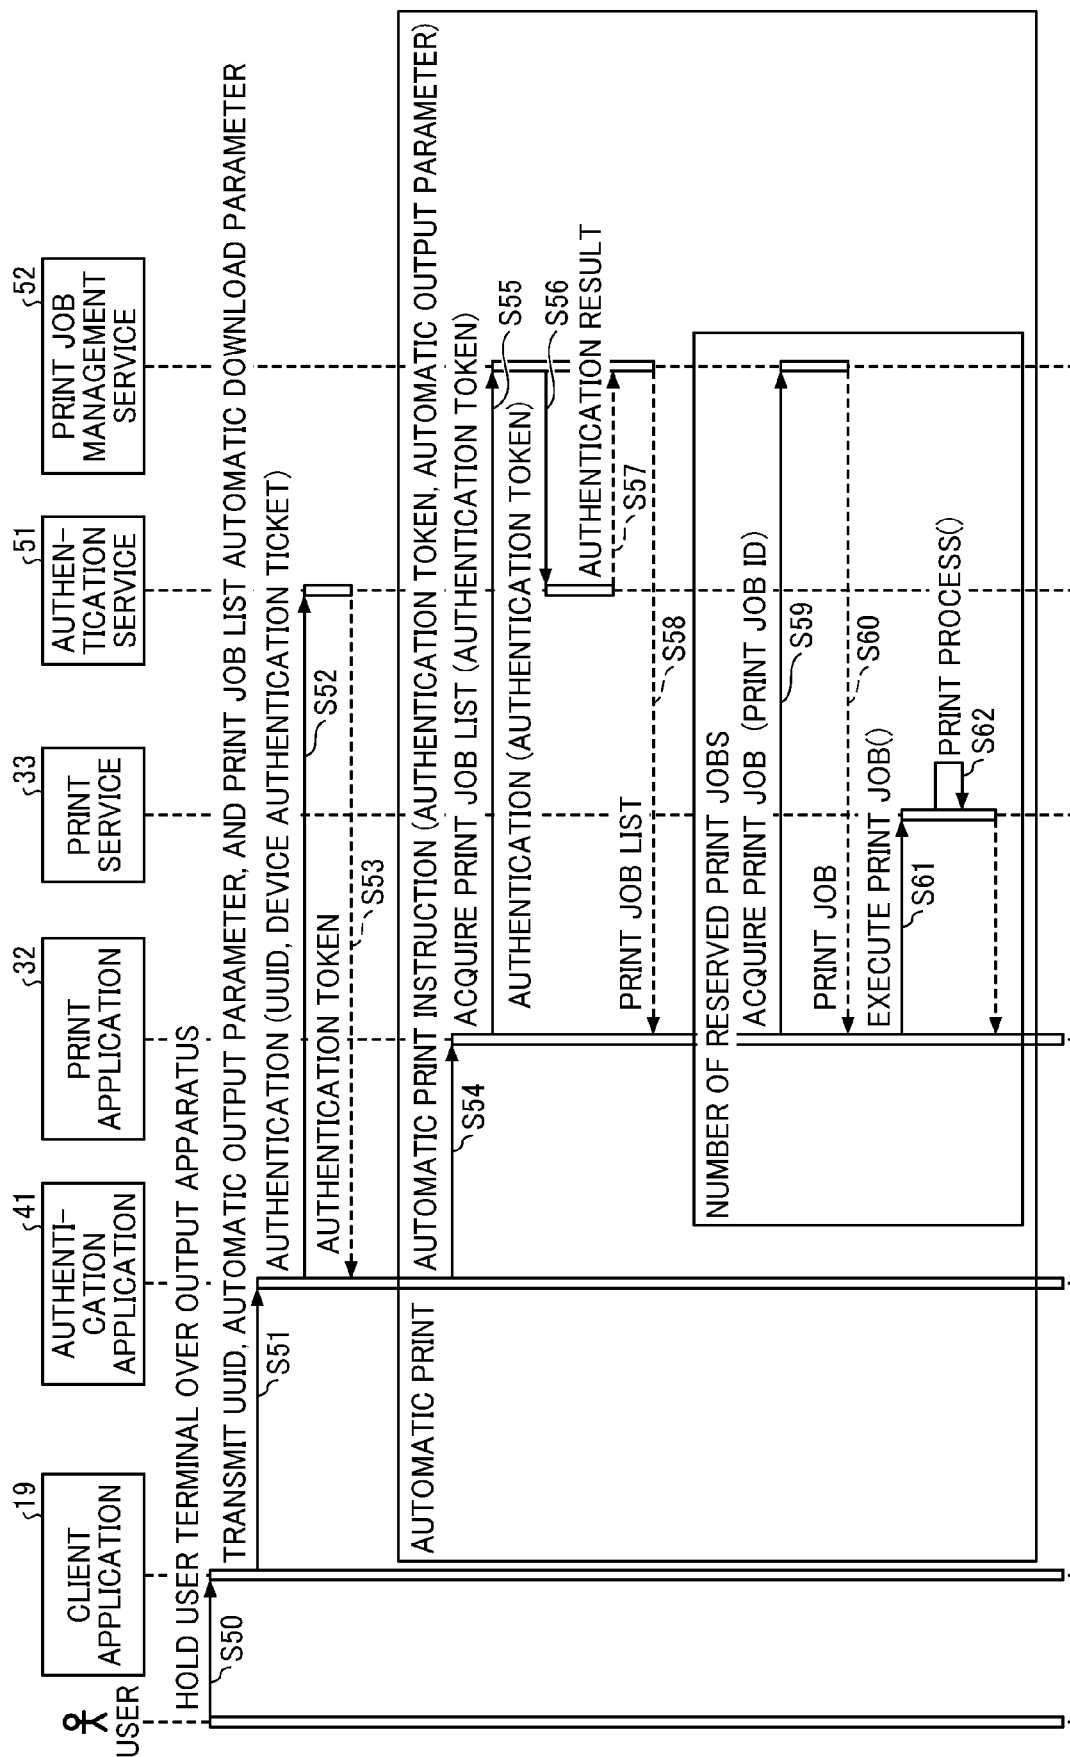 USER
19
CLIENT
APPLICATION
41
AUTHENTI-
CATION
APPLICATION
32
PRINT
APPLICATION
33
PRINT
SERVICE
51
AUTHEN-
TICATION
SERVICE
52
PRINT JOB
MANAGEMENT
SERVICE
HOLD USER TERMINAL OVER OUTPUT APPARATUS
S50
TRANSMIT UUID, AUTOMATIC OUTPUT PARAMETER, AND PRINT JOB LIST AUTOMATIC DOWNLOAD PARAMETER
S51
AUTHENTICATION (UUID, DEVICE AUTHENTICATION TICKET)
S52
AUTHENTICATION TOKEN
S53
AUTOMATIC PRINT
AUTOMATIC PRINT INSTRUCTION (AUTHENTICATION TOKEN, AUTOMATIC OUTPUT PARAMETER)
S54
ACQUIRE PRINT JOB LIST (AUTHENTICATION TOKEN)
S55
AUTHENTICATION (AUTHENTICATION TOKEN)
S56
AUTHENTICATION RESULT
S57
PRINT JOB LIST
S58
NUMBER OF RESERVED PRINT JOBS
ACQUIRE PRINT JOB (PRINT JOB ID)
S59
PRINT JOB
S60
EXECUTE PRINT JOB()
S61
PRINT PROCESS()
S62